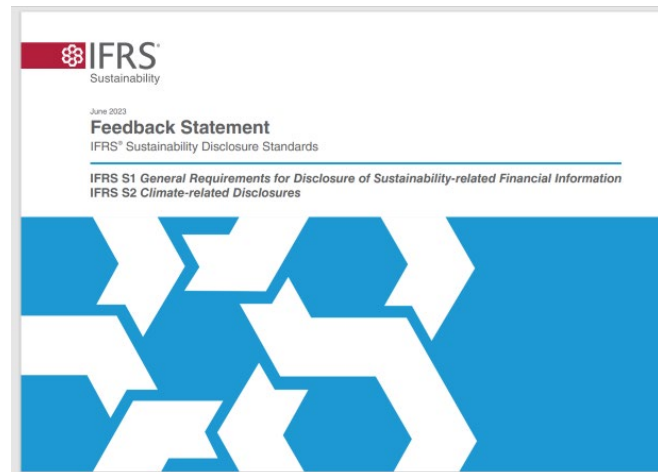 IFRS®
Sustainability
June 2023
Feedback Statement
IFRS® Sustainability Disclosure Standards
IFRS S1 General Requirements for Disclosure of Sustainability-related Financial Information
IFRS S2 Climate-related Disclosures